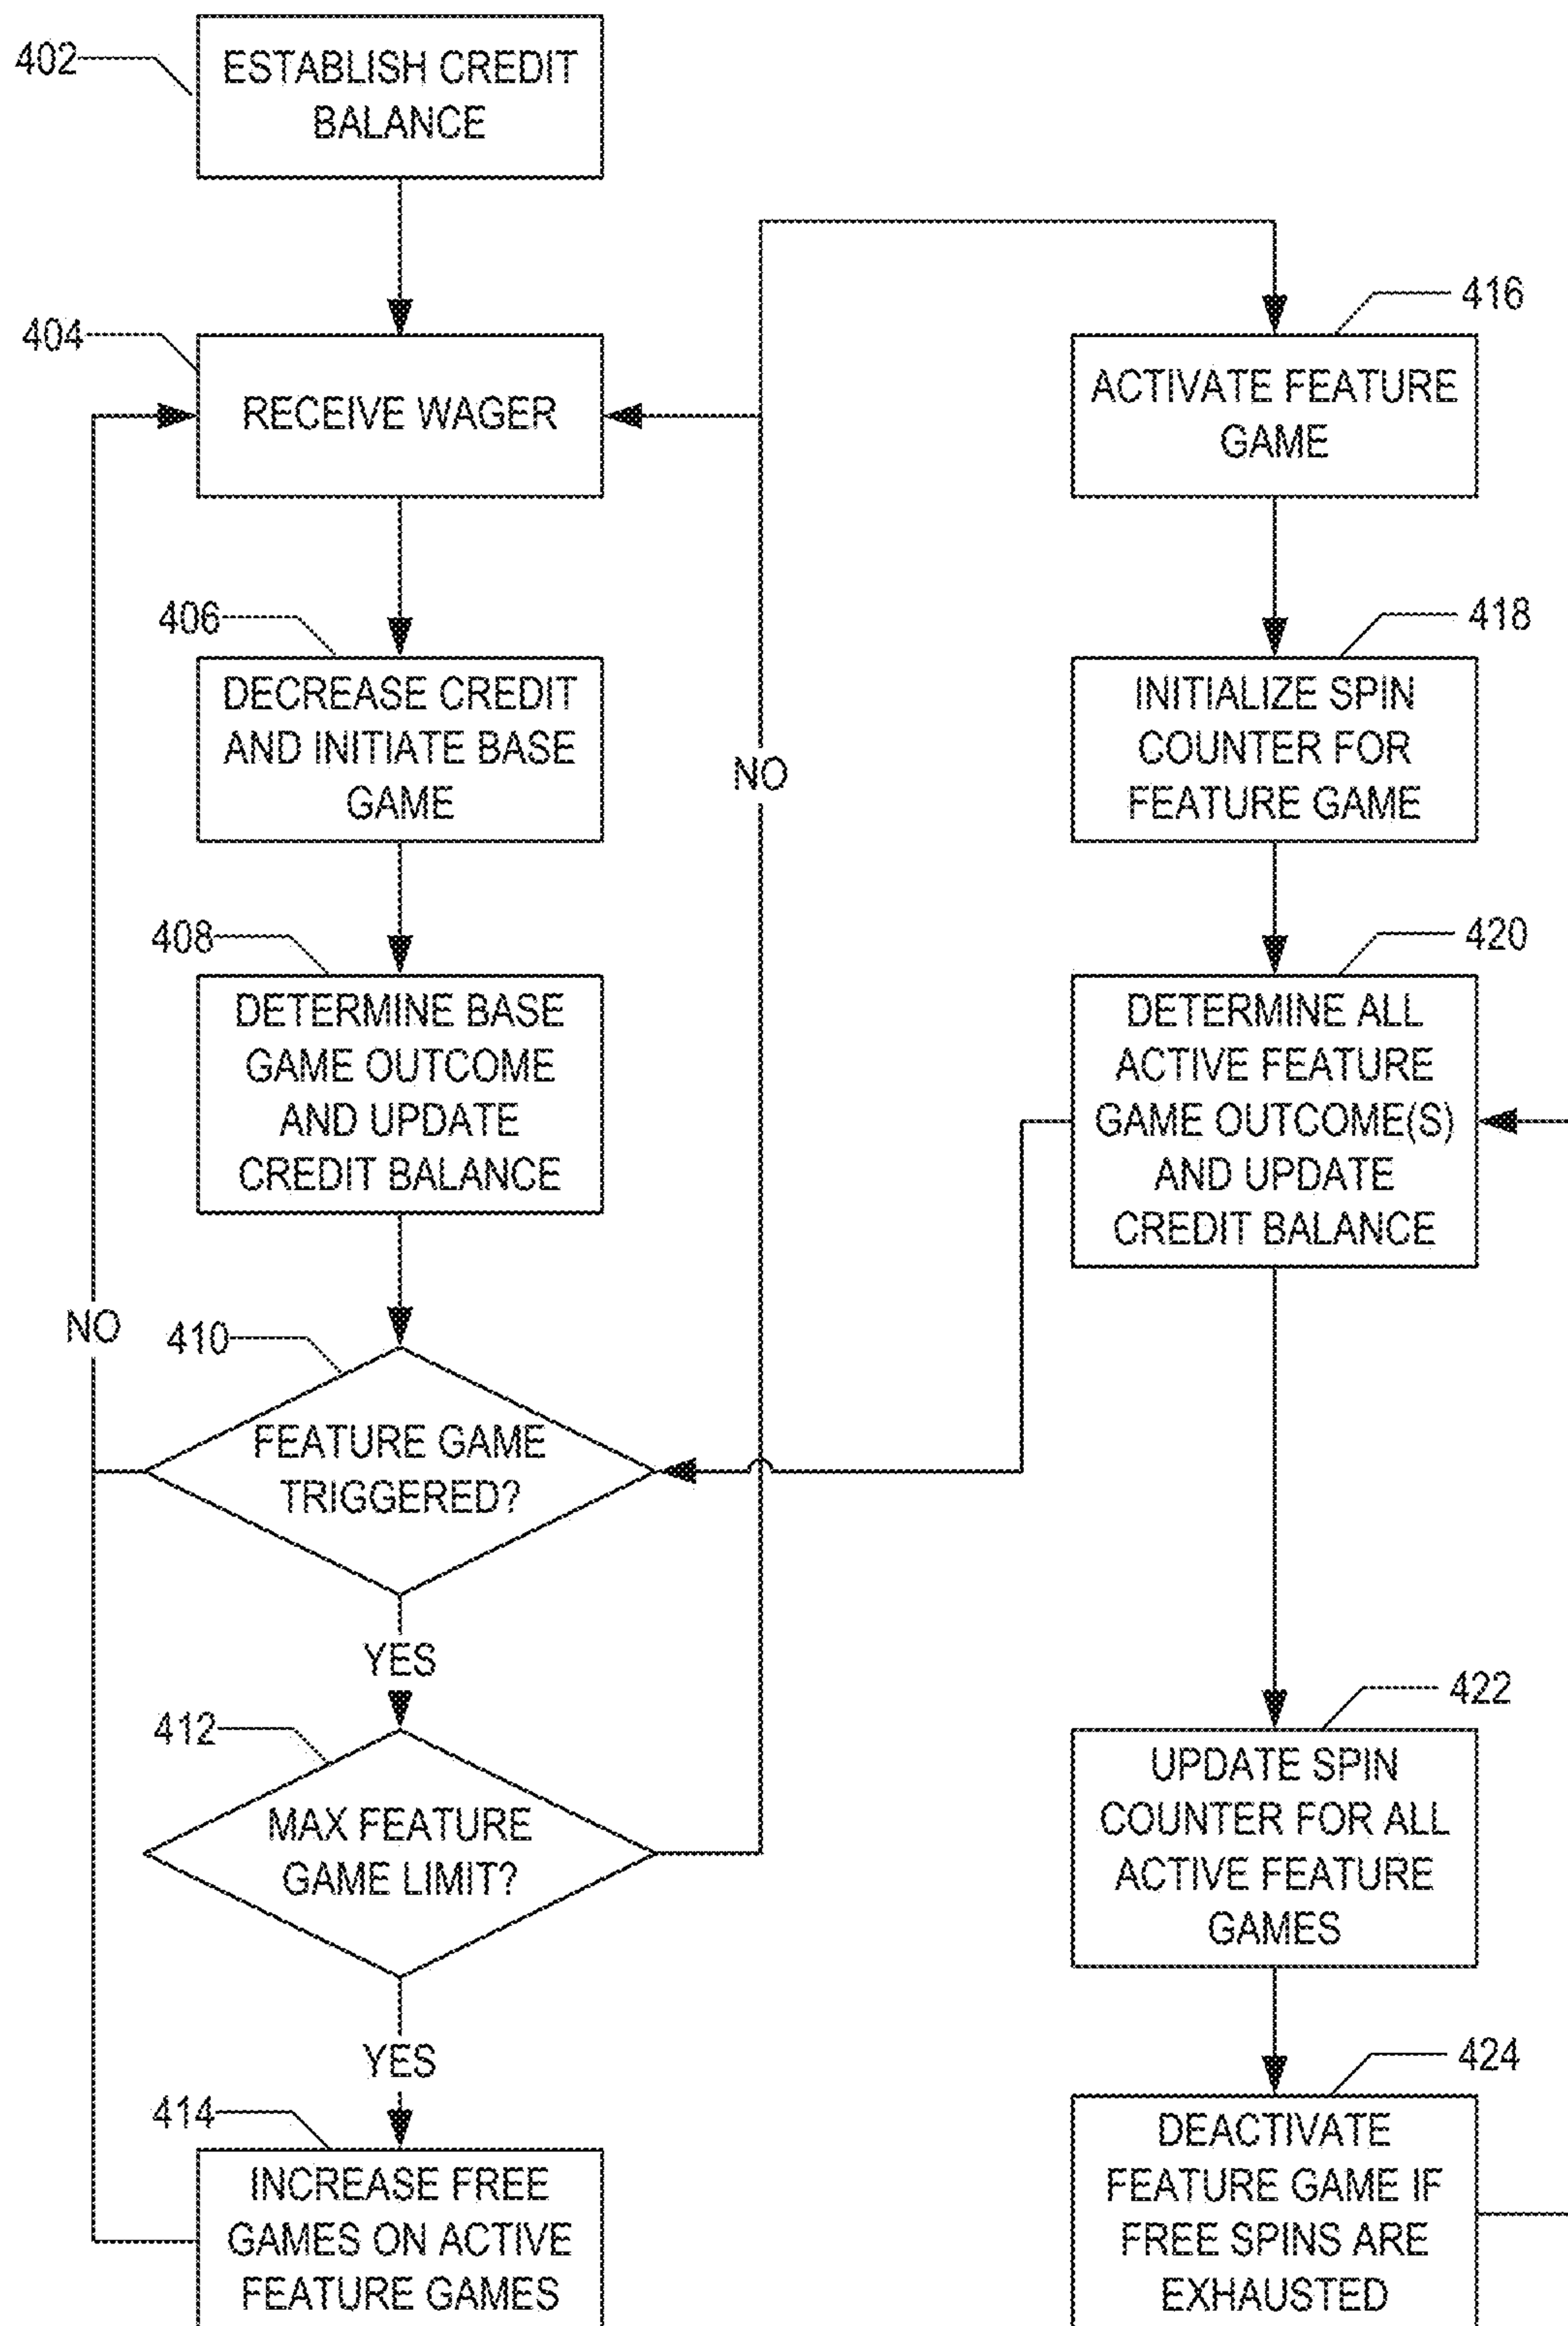 402
ESTABLISH CREDIT
BALANCE
404
RECEIVE WAGER
406
DECREASE CREDIT
AND INITIATE BASE
GAME
408
DETERMINE BASE
GAME OUTCOME
AND UPDATE
CREDIT BALANCE
NO
410
FEATURE GAME
TRIGGERED?
YES
412
MAX FEATURE
GAME LIMIT?
YES
414
INCREASE FREE
GAMES ON ACTIVE
FEATURE GAMES
NO
416
ACTIVATE FEATURE
GAME
418
INITIALIZE SPIN
COUNTER FOR
FEATURE GAME
420
DETERMINE ALL
ACTIVE FEATURE
GAME OUTCOME(S)
AND UPDATE
CREDIT BALANCE
422
UPDATE SPIN
COUNTER FOR ALL
ACTIVE FEATURE
GAMES
424
DEACTIVATE
FEATURE GAME IF
FREE SPINS ARE
EXHAUSTED